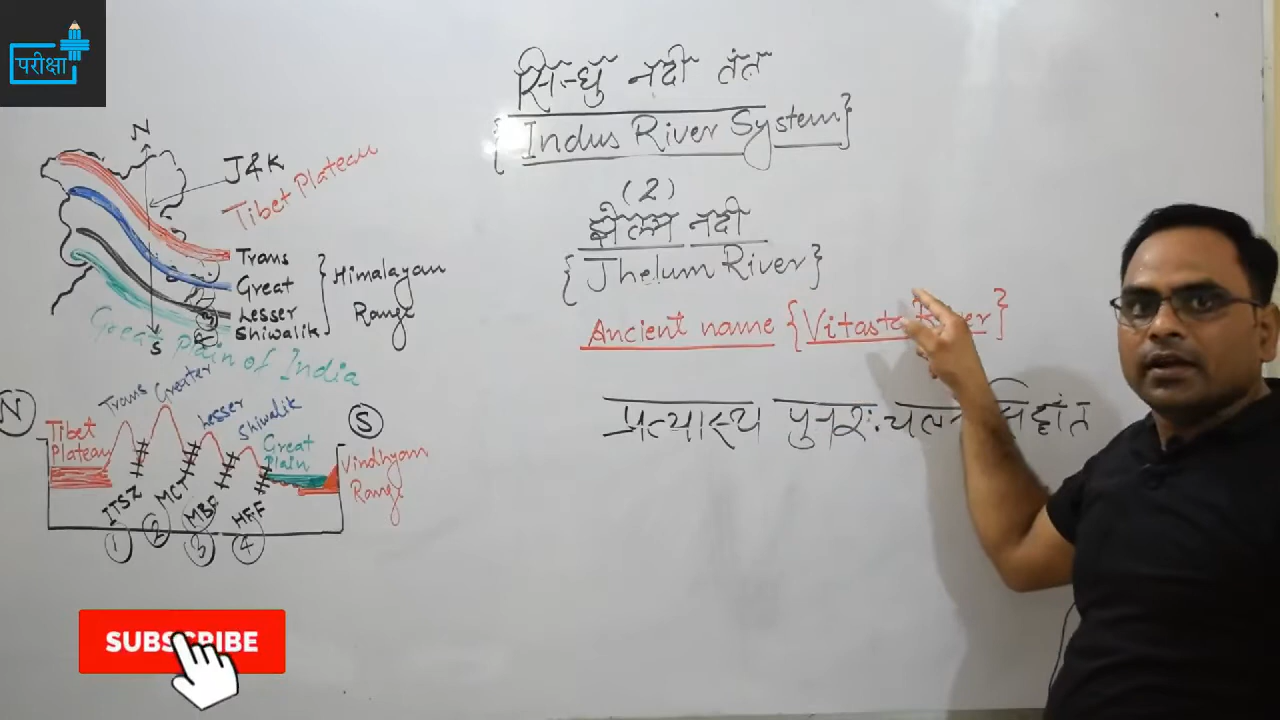 परीक्षा
सिन्धु नदी तंत्र
{Indus River System}
(2)
झेलम नदी
{Jhelum River}
Ancient name {Vitasta River}
प्रत्यास्थ पुनश्चलन सिद्धांत
N
J&K
Tibet Plateau
Trans
Great
Lesser
Shiwalik
} Himalayan
Range
S
Great Plain of India
N
Trans
Greater
Lesser
Shiwalik
S
Tibet
Plateau
Great
Plain
Vindhyan
Range
ITSZ
MCT
MBF
HFF
1
2
3
4
SUBSCRIBE